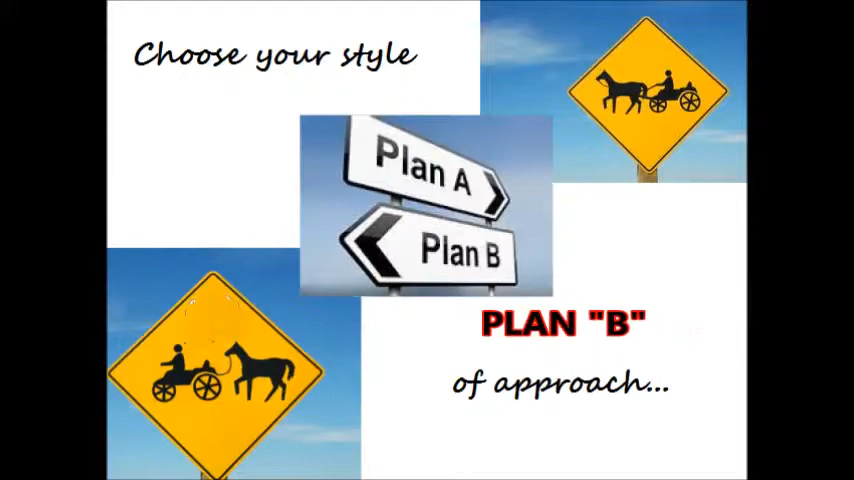 Choose your style
Plan A
Plan B
PLAN "B"
of approach...